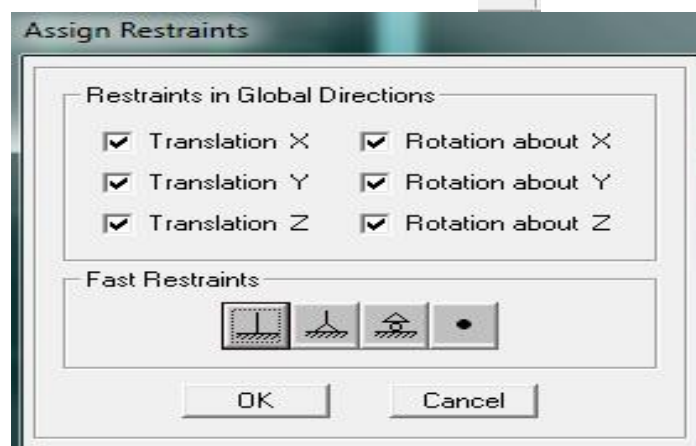 Assign Restraints
Restraints in Global Directions
Translation X Rotation about X
Translation Y Rotation about Y
Translation Z Rotation about Z
Fast Restraints
OK Cancel